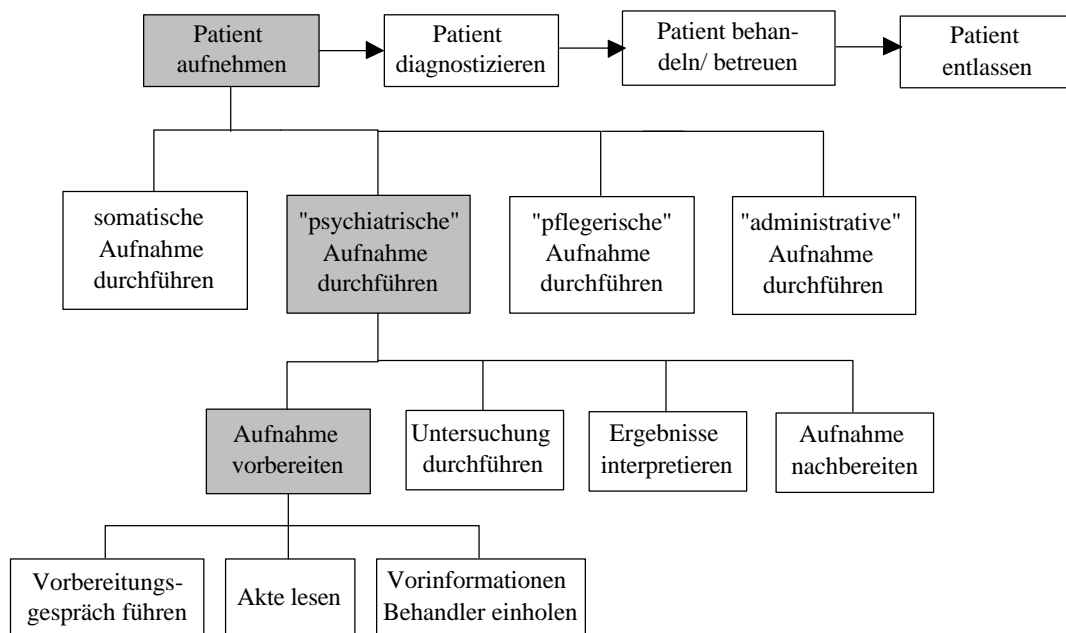 Patient
aufnehmen
Patient
diagnostizieren
Patient behan-
deln/ betreuen
Patient
entlassen
somatische
Aufnahme
durchführen
"psychiatrische"
Aufnahme
durchführen
"pflegerische"
Aufnahme
durchführen
"administrative"
Aufnahme
durchführen
Aufnahme
vorbereiten
Untersuchung
durchführen
Ergebnisse
interpretieren
Aufnahme
nachbereiten
Vorbereitungs-
gespräch führen
Akte lesen
Vorinformationen
Behandler einholen